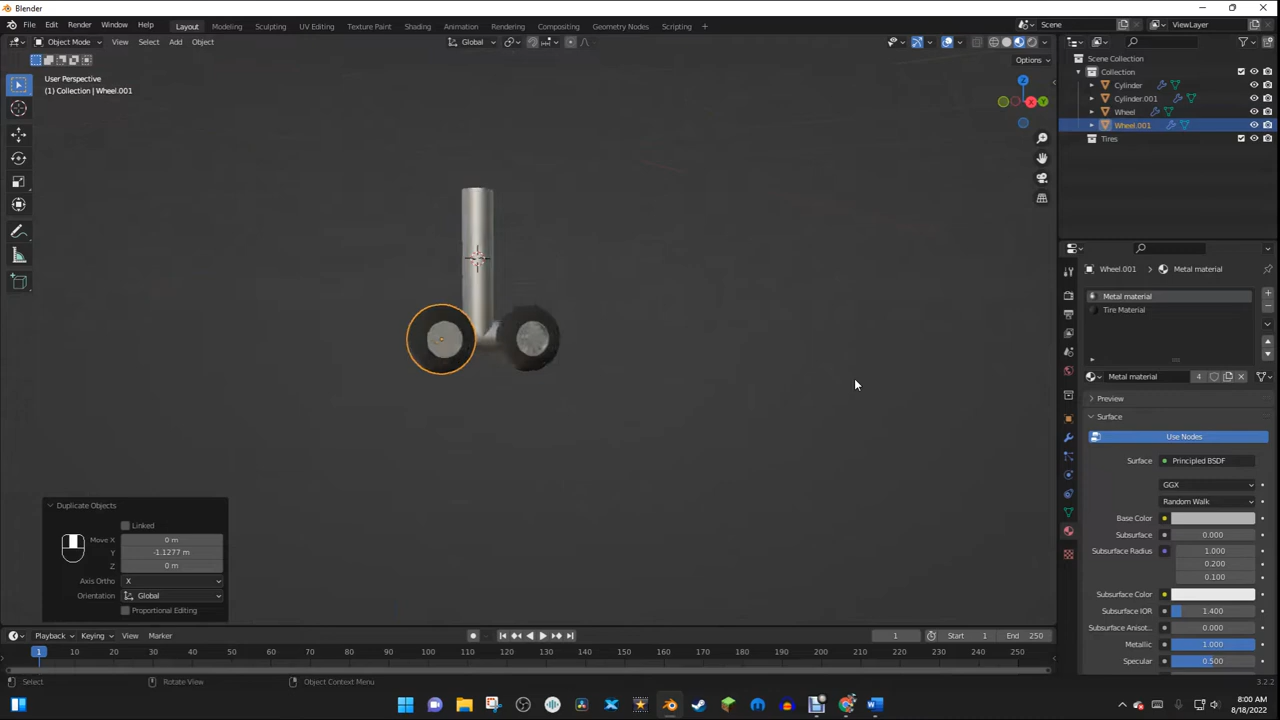 Blender
File Edit Render Window Help Layout Modeling Sculpting UV Editing Texture Paint Shading Animation Rendering Compositing Geometry Nodes Scripting + Scene ViewLayer
Object Mode View Select Add Object Global
Options
User Perspective
(1) Collection | Wheel.001
Scene Collection
Collection
Cylinder
Cylinder.001
Wheel
Wheel.001
Tires
Wheel.001 > Metal material
Metal material
Tire Material
Metal material 4
Preview
Surface
Use Nodes
Surface Principled BSDF
GGX
Random Walk
Base Color
Subsurface 0.000
Subsurface Radius 1.000
0.200
0.100
Subsurface Color
Subsurface IOR 1.400
Subsurface Anisot.. 0.000
Metallic 1.000
Specular 0.500
Duplicate Objects
Linked
Move X 0 m
Y -1.1277 m
Z 0 m
Axis Ortho X
Orientation Global
Proportional Editing
Playback Keying View Marker 1 Start 1 End 250
1 10 20 30 40 50 60 70 80 90 100 110 120 130 140 150 160 170 180 190 200 210 220 230 240 250
Select Rotate View Object Context Menu 3.2.2
8:00 AM
8/18/2022